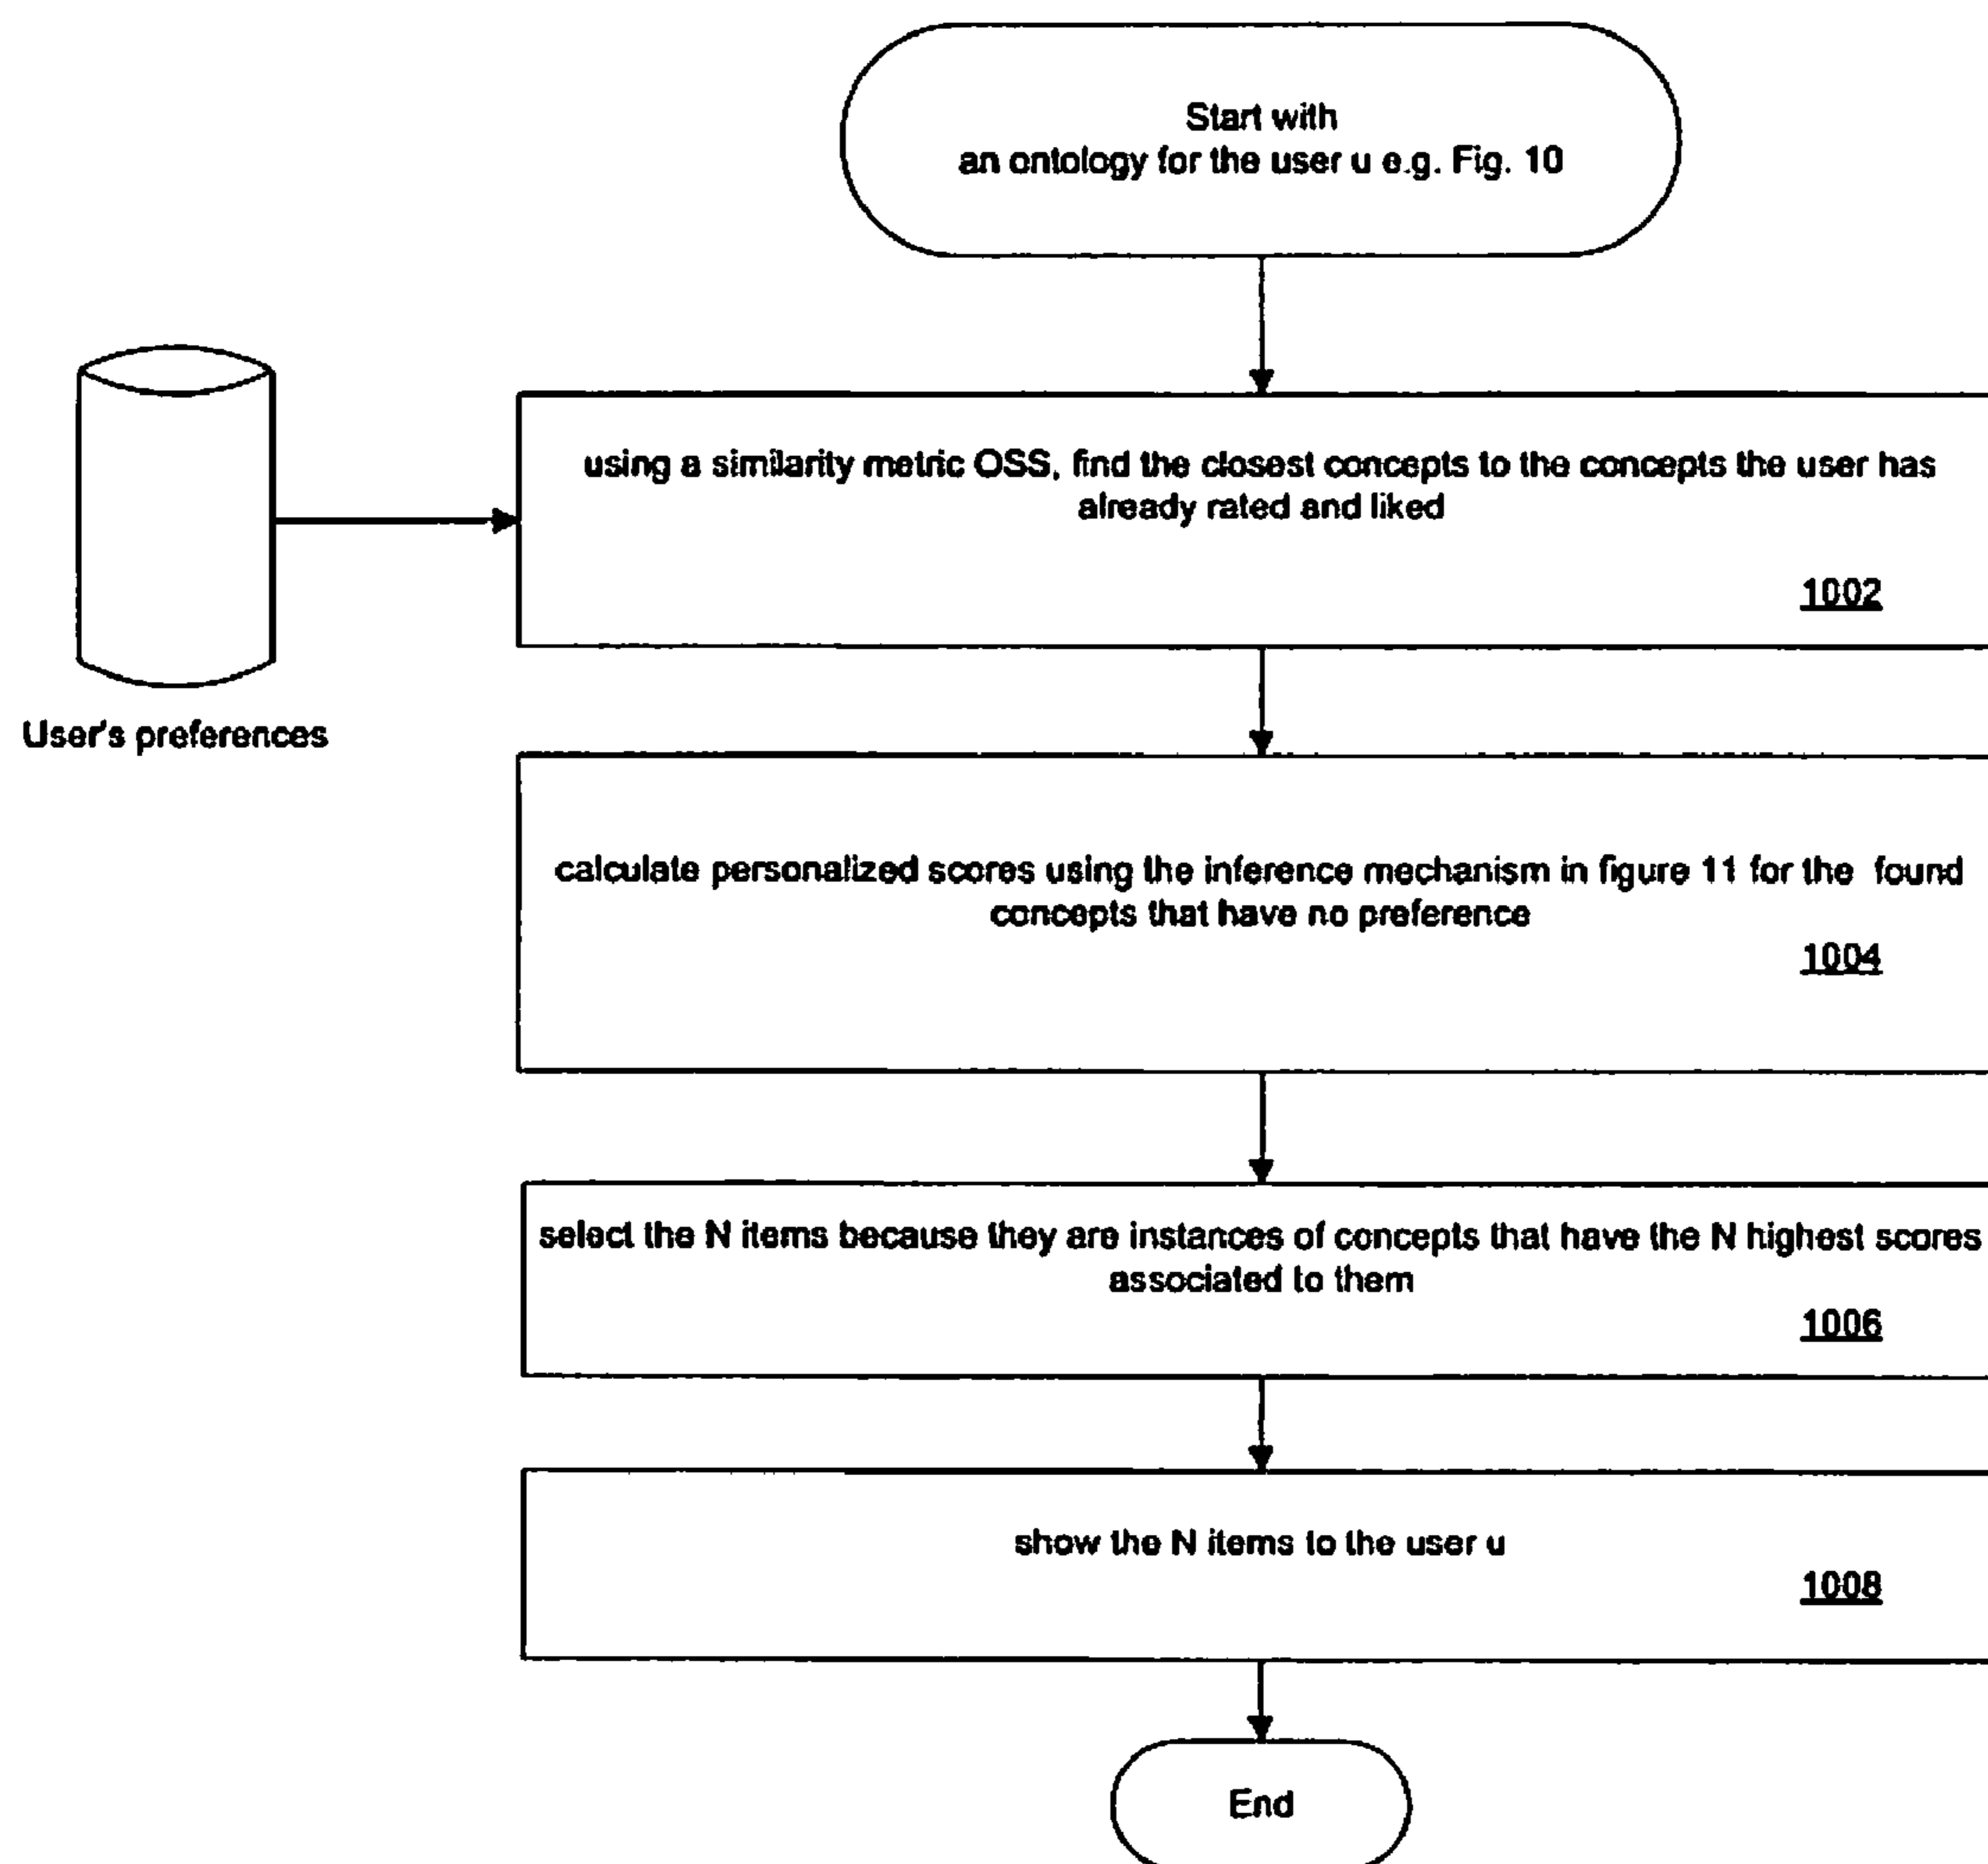 Start with
an ontology for the user u e.g. Fig. 10
using a similarity metric OSS, find the closest concepts to the concepts the user has
already rated and liked
1002
User's preferences
calculate personalized scores using the inference mechanism in figure 11 for the found
concepts that have no preference
1004
select the N items because they are instances of concepts that have the N highest scores
associated to them
1006
show the N items to the user u
1008
End